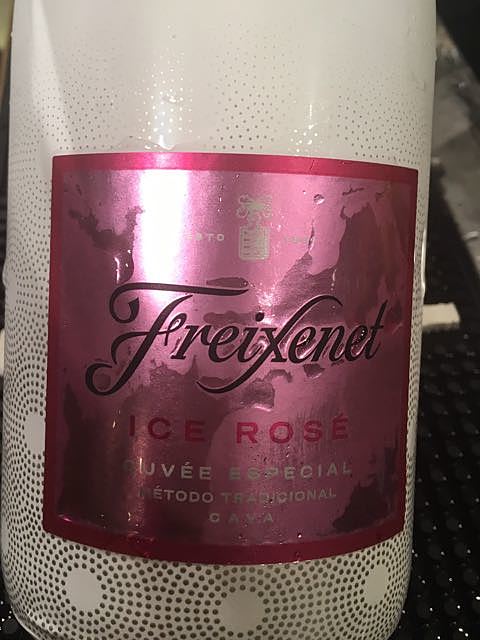 Freixenet
ICE ROSÉ
CUVÉE ESPECIAL
MÉTODO TRADICIONAL
CAVA